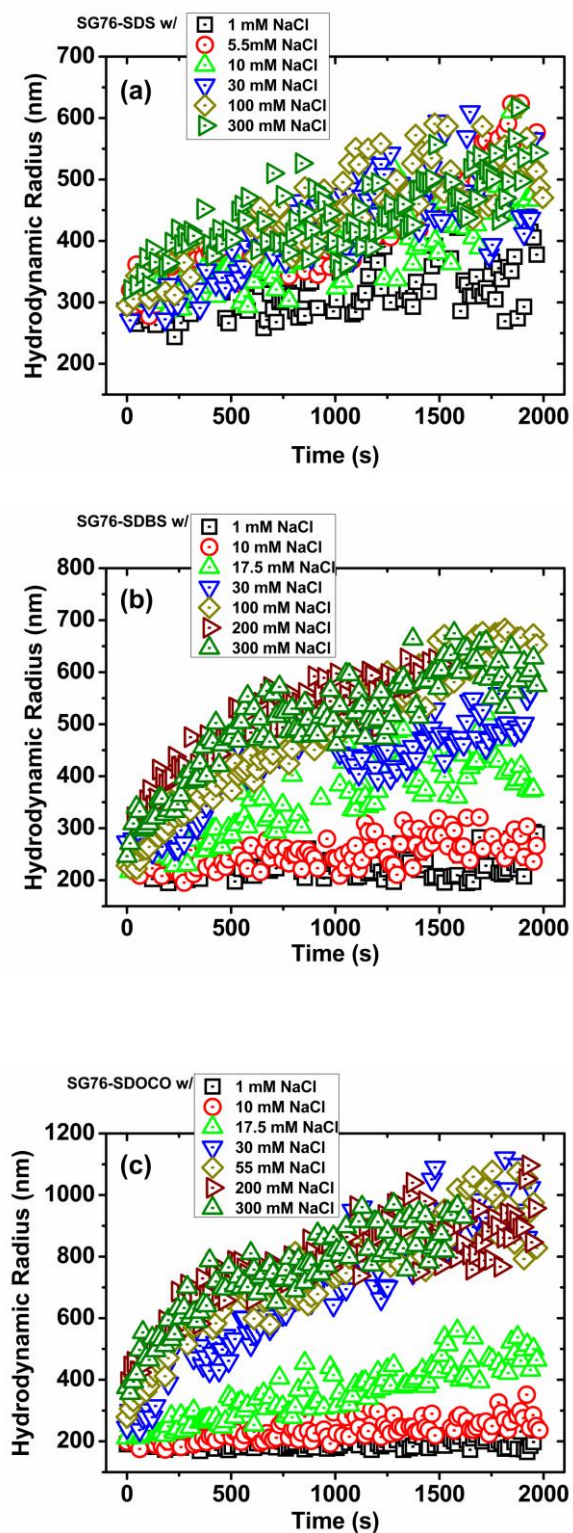 SG76-SDS w/
1 mM NaCl
5.5mM NaCl
10 mM NaCl
30 mM NaCl
100 mM NaCl
300 mM NaCl
(a)
Hydrodynamic Radius (nm)
700
600
500
400
300
200
0 500 1000 1500 2000
Time (s)
SG76-SDBS w/
1 mM NaCl
10 mM NaCl
17.5 mM NaCl
30 mM NaCl
100 mM NaCl
200 mM NaCl
300 mM NaCl
(b)
Hydrodynamic Radius (nm)
800
700
600
500
400
300
200
0 500 1000 1500 2000
Time (s)
SG76-SDOCO w/
1 mM NaCl
10 mM NaCl
17.5 mM NaCl
30 mM NaCl
55 mM NaCl
200 mM NaCl
300 mM NaCl
(c)
Hydrodynamic Radius (nm)
1200
1000
800
600
400
200
0 500 1000 1500 2000
Time (s)